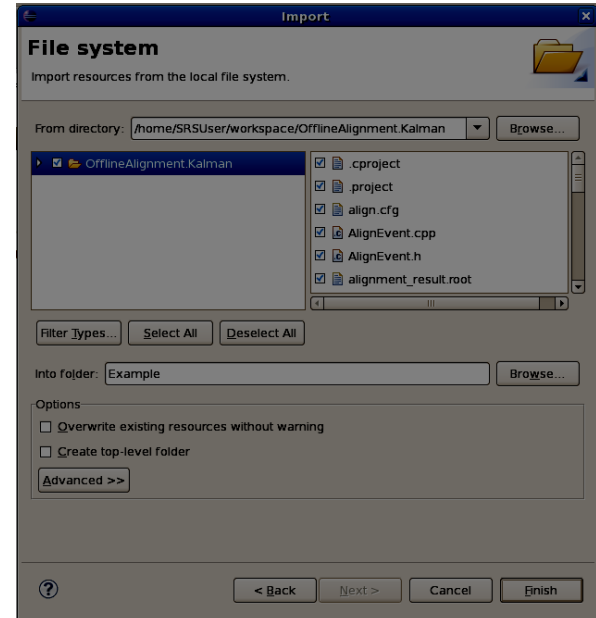 Import
File system
Import resources from the local file system.
From directory: /home/SRSUser/workspace/OfflineAlignment.Kalman Browse...
OfflineAlignment.Kalman
.cproject
.project
align.cfg
AlignEvent.cpp
AlignEvent.h
alignment_result.root
Filter Types... Select All Deselect All
Into folder: Example Browse...
Options
Overwrite existing resources without warning
Create top-level folder
Advanced >>
? < Back Next > Cancel Finish